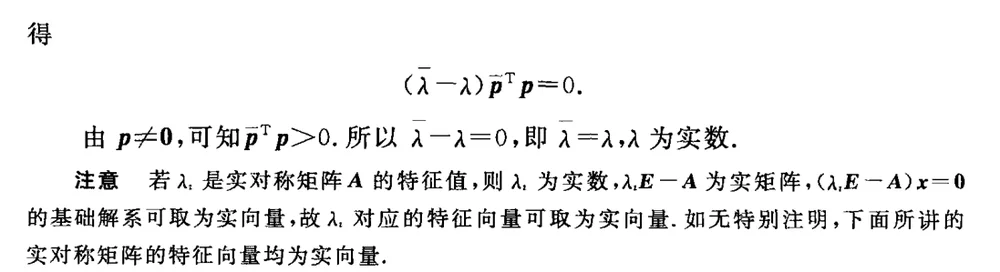 得
(λ̄－λ)p̄ᵀp=0.
由 p≠0,可知p̄ᵀp>0.所以 λ̄－λ=0,即 λ̄=λ,λ 为实数.
注意 若 λᵢ 是实对称矩阵 A 的特征值,则 λᵢ 为实数,λᵢE－A 为实矩阵,(λᵢE－A)x=0
的基础解系可取为实向量,故 λᵢ 对应的特征向量可取为实向量.如无特别注明,下面所讲的
实对称矩阵的特征向量均为实向量.